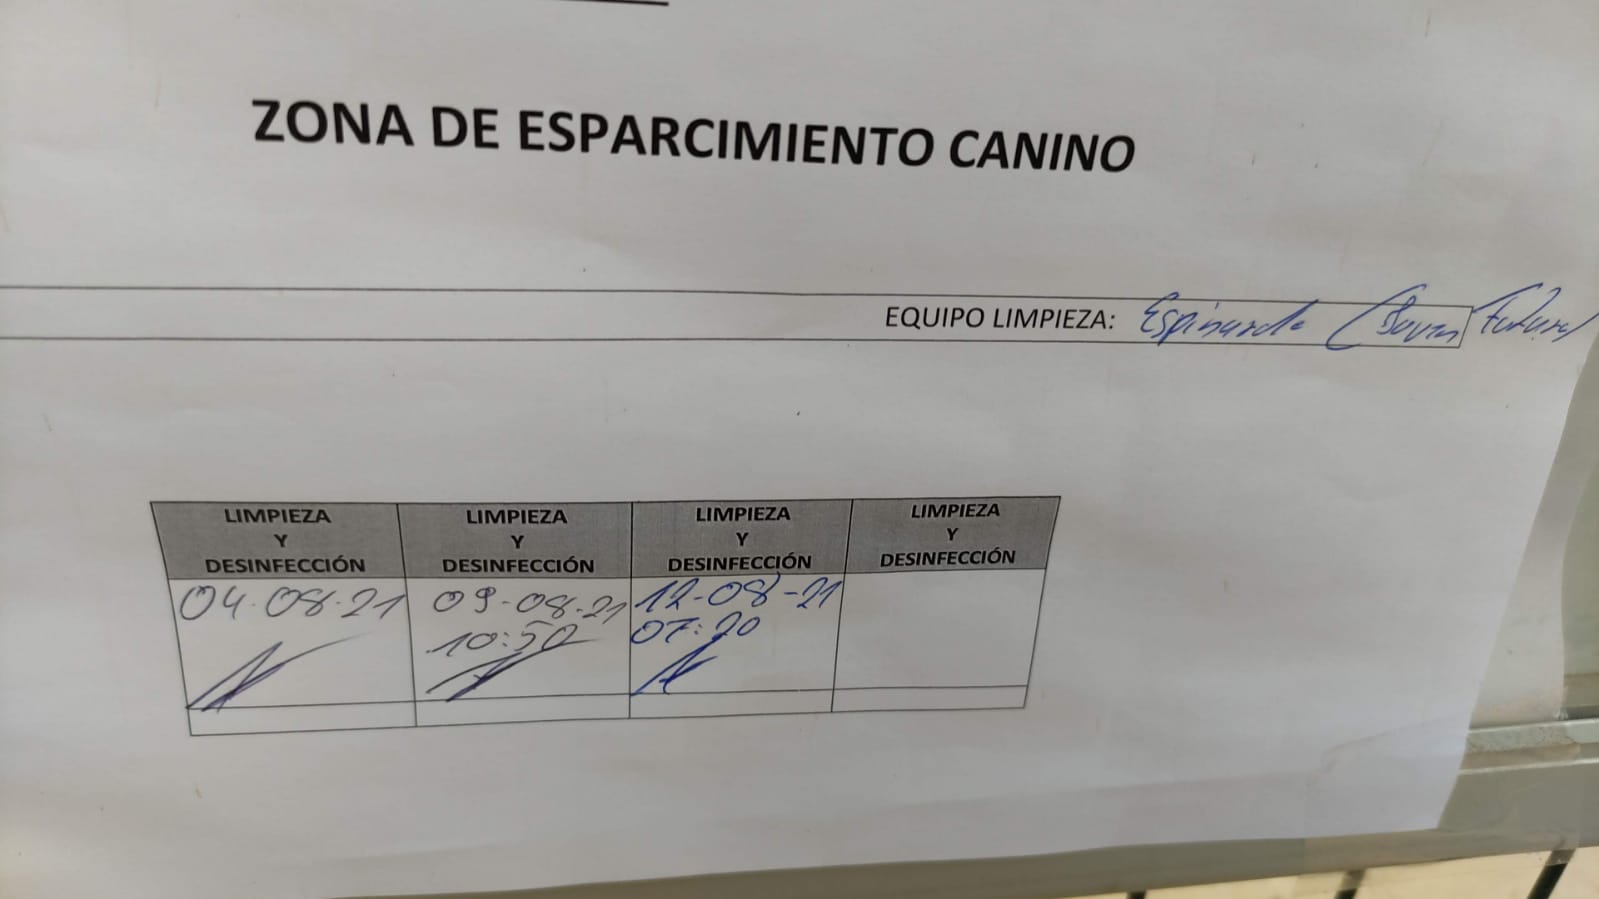 ZONA DE ESPARCIMIENTO CANINO
EQUIPO LIMPIEZA: Espinardo
LIMPIEZA
Y
DESINFECCIÓN
04-08-21
LIMPIEZA
Y
DESINFECCIÓN
09-08-21
10:50
LIMPIEZA
Y
DESINFECCIÓN
12-08-21
07:20
LIMPIEZA
Y
DESINFECCIÓN